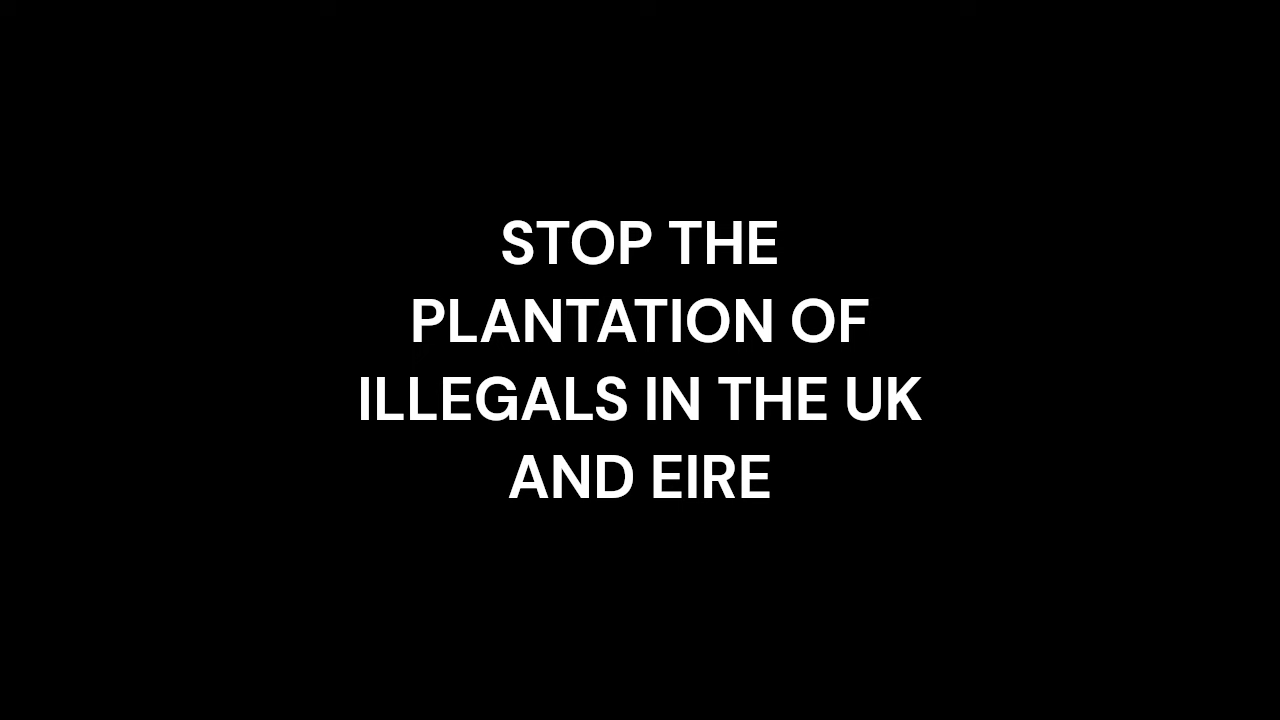 STOP THE
PLANTATION OF
ILLEGALS IN THE UK
AND EIRE